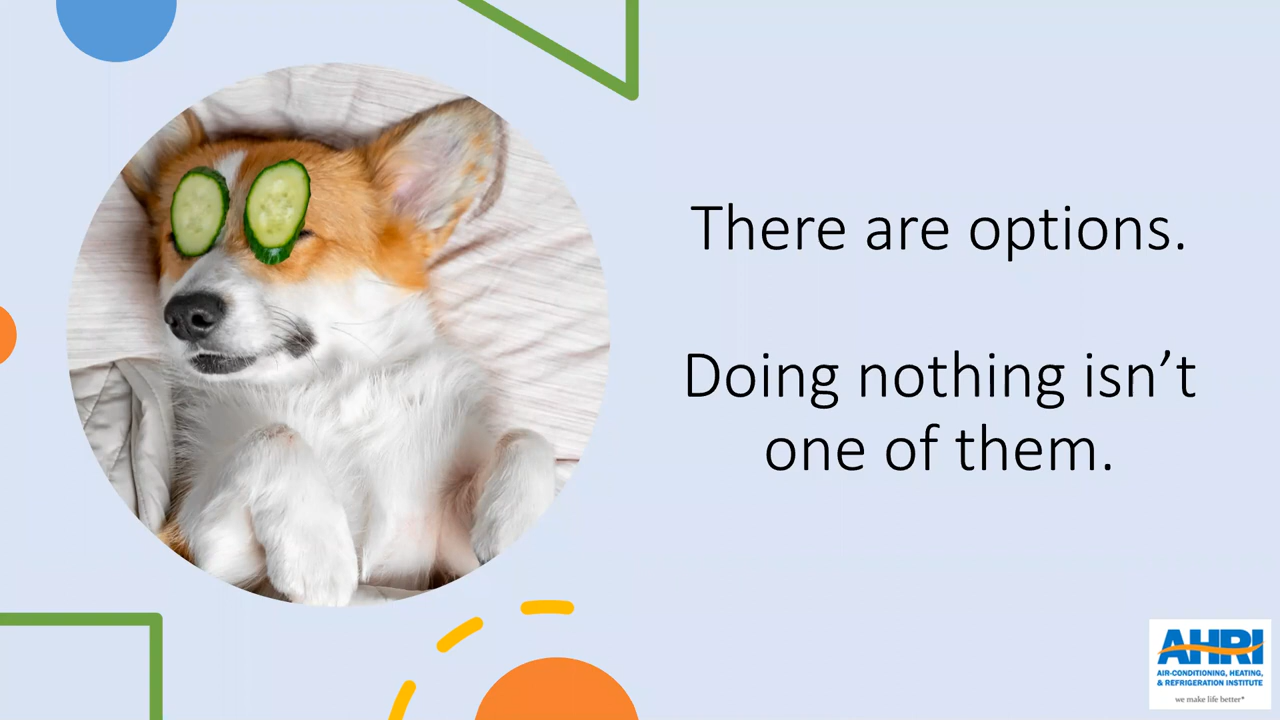 There are options.
Doing nothing isn’t
one of them.
AHRI
AIR-CONDITIONING, HEATING,
& REFRIGERATION INSTITUTE
we make life better*